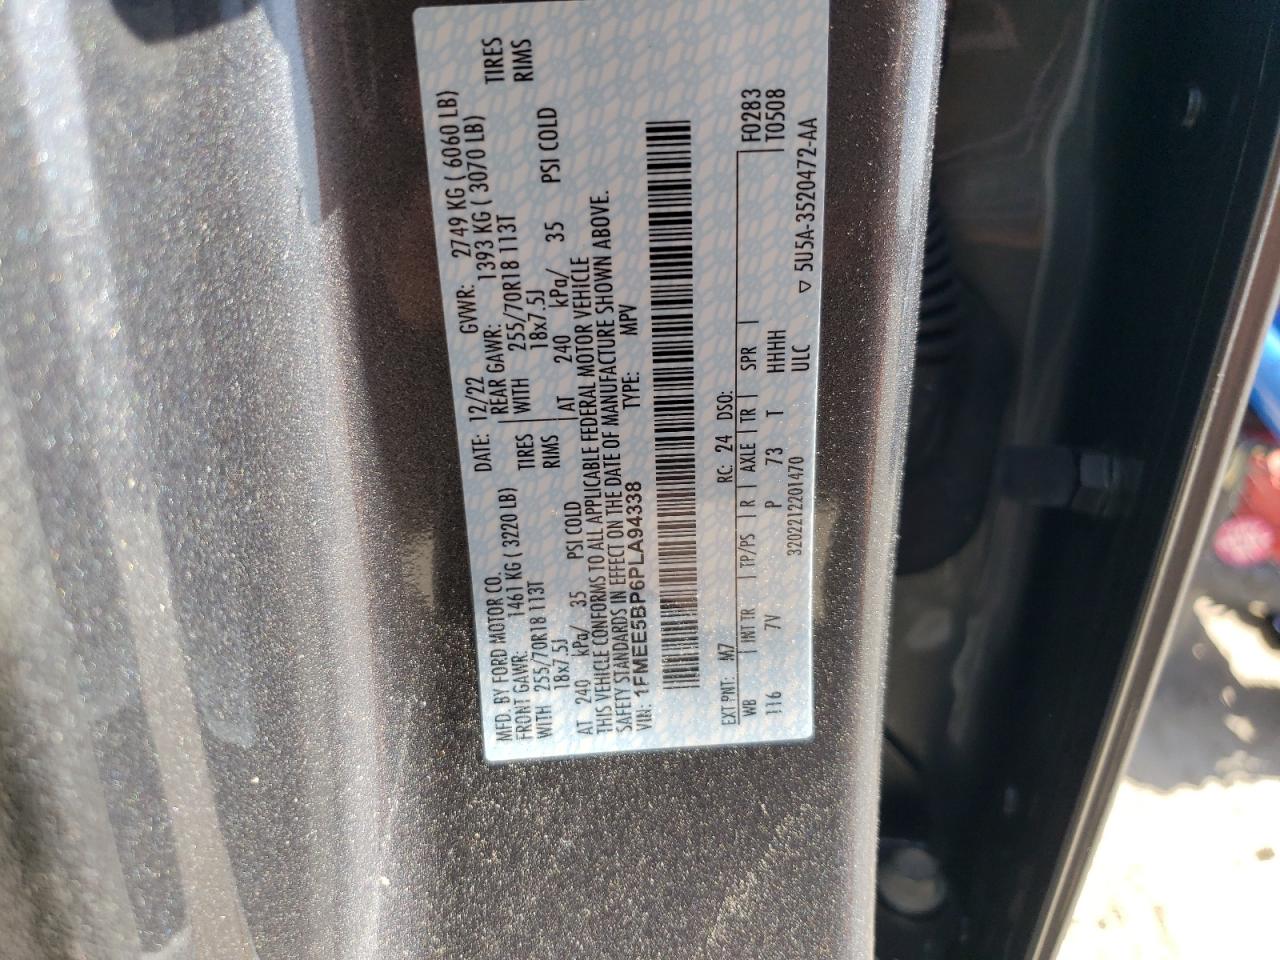 MFD. BY FORD MOTOR CO. DATE: 12/22 GVWR: 2749 KG ( 6060 LB)
FRONT GAWR: 1461 KG ( 3220 LB) REAR GAWR: 1393 KG ( 3070 LB)
WITH 255/70R18 113T TIRES WITH 255/70R18 113T TIRES
18x7.5J RIMS 18x7.5J RIMS
AT 240 kPa/ 35 PSI COLD AT 240 kPa/ 35 PSI COLD
THIS VEHICLE CONFORMS TO ALL APPLICABLE FEDERAL MOTOR VEHICLE
SAFETY STANDARDS IN EFFECT ON THE DATE OF MANUFACTURE SHOWN ABOVE.
VIN: 1FMEE5BP6PLA94338 TYPE: MPV
EXT PNT: M7 RC: 24 DSO: F0283
WB INT TR TP/PS R AXLE TR SPR T0508
116 7V P 73 T HHHH
3202212201470 ULC ▽ 5U5A-3520472-AA